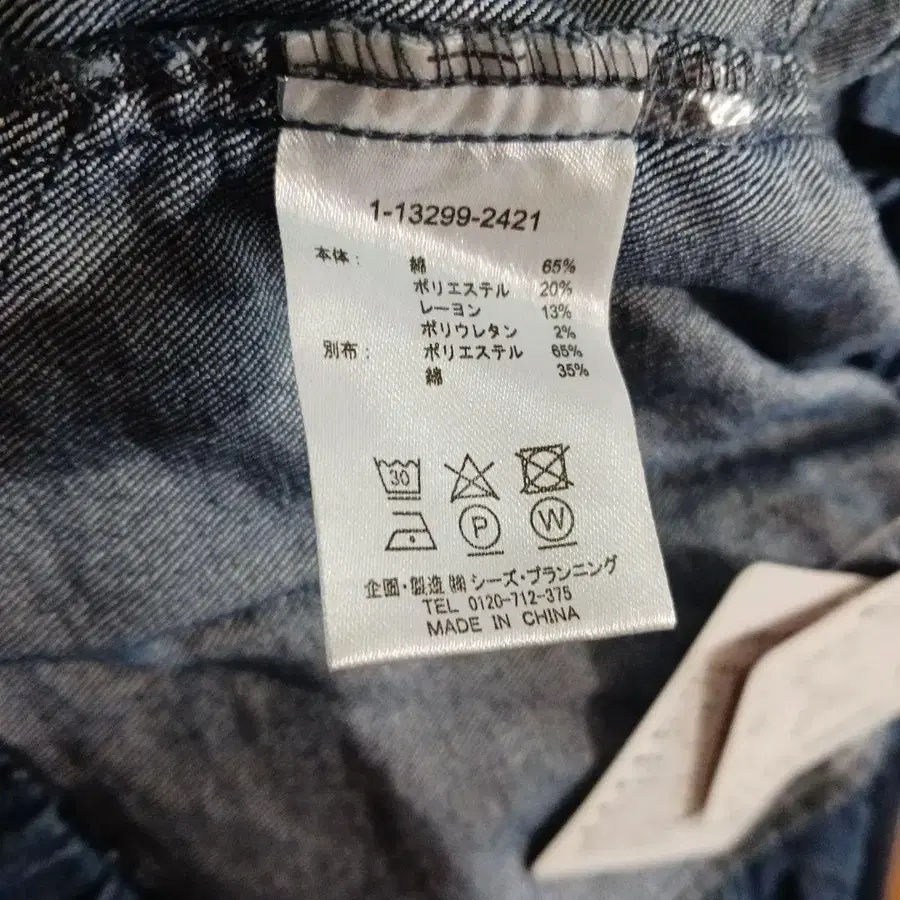 1-13299-2421
本体： 綿 65%
ポリエステル 20%
レーヨン 13%
ポリウレタン 2%
別布： ポリエステル 65%
綿 35%
30
P W
企画・製造 ㈱シーズ・プランニング
TEL 0120-712-375
MADE IN CHINA